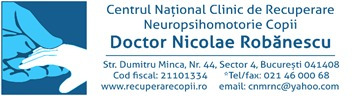 Centrul Național Clinic de Recuperare
Neuropsihomotorie Copii
Doctor Nicolae Robănescu
Str. Dumitru Minca, Nr. 44, Sector 4, București 041408
Cod fiscal: 21101334 *Tel/fax: 021 46 000 68
www.recuperarecopii.ro email: cnmrnc@yahoo.com